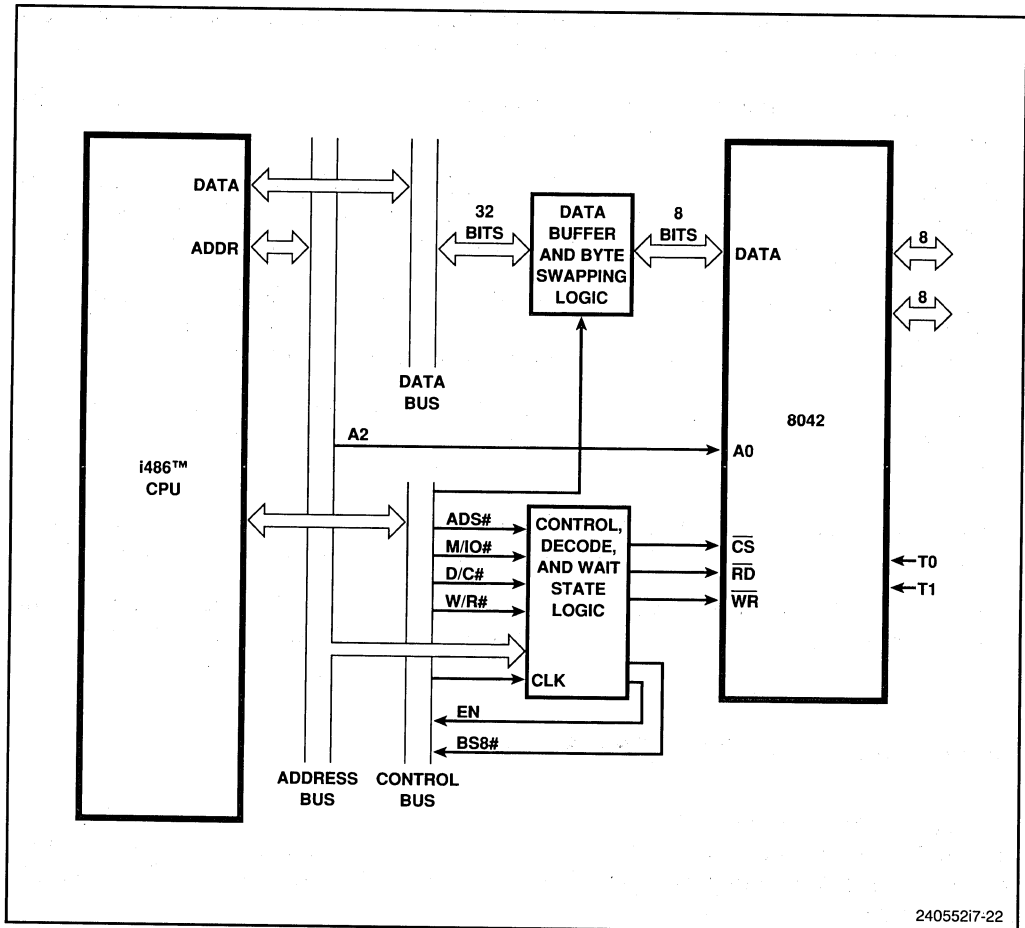 DATA
ADDR
i486™
CPU
32
BITS
DATA
BUFFER
AND BYTE
SWAPPING
LOGIC
8
BITS
DATA
8
8
DATA
BUS
A2
A0
8042
ADS#
M/IO#
D/C#
W/R#
CONTROL,
DECODE,
AND WAIT
STATE
LOGIC
CLK
CS
RD
WR
T0
T1
EN
BS8#
ADDRESS
BUS
CONTROL
BUS
240552i7-22